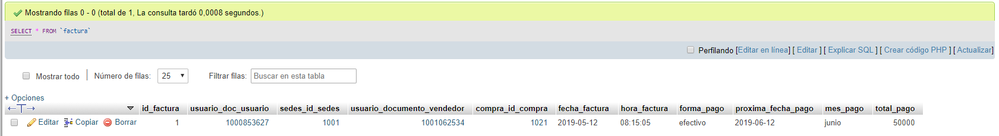 Mostrando filas 0 - 0 (total de 1, La consulta tardó 0,0008 segundos.)
SELECT * FROM `factura`
Perfilando [Editar en línea] [ Editar ] [ Explicar SQL ] [ Crear código PHP ] [ Actualizar]
Mostrar todo | Número de filas: 25 Filtrar filas: Buscar en esta tabla
+ Opciones
←T→ id_factura usuario_doc_usuario sedes_id_sedes usuario_documento_vendedor compra_id_compra fecha_factura hora_factura forma_pago proxima_fecha_pago mes_pago total_pago
Editar Copiar Borrar 1 1000853627 1001 1001062534 1021 2019-05-12 08:15:05 efectivo 2019-06-12 junio 50000